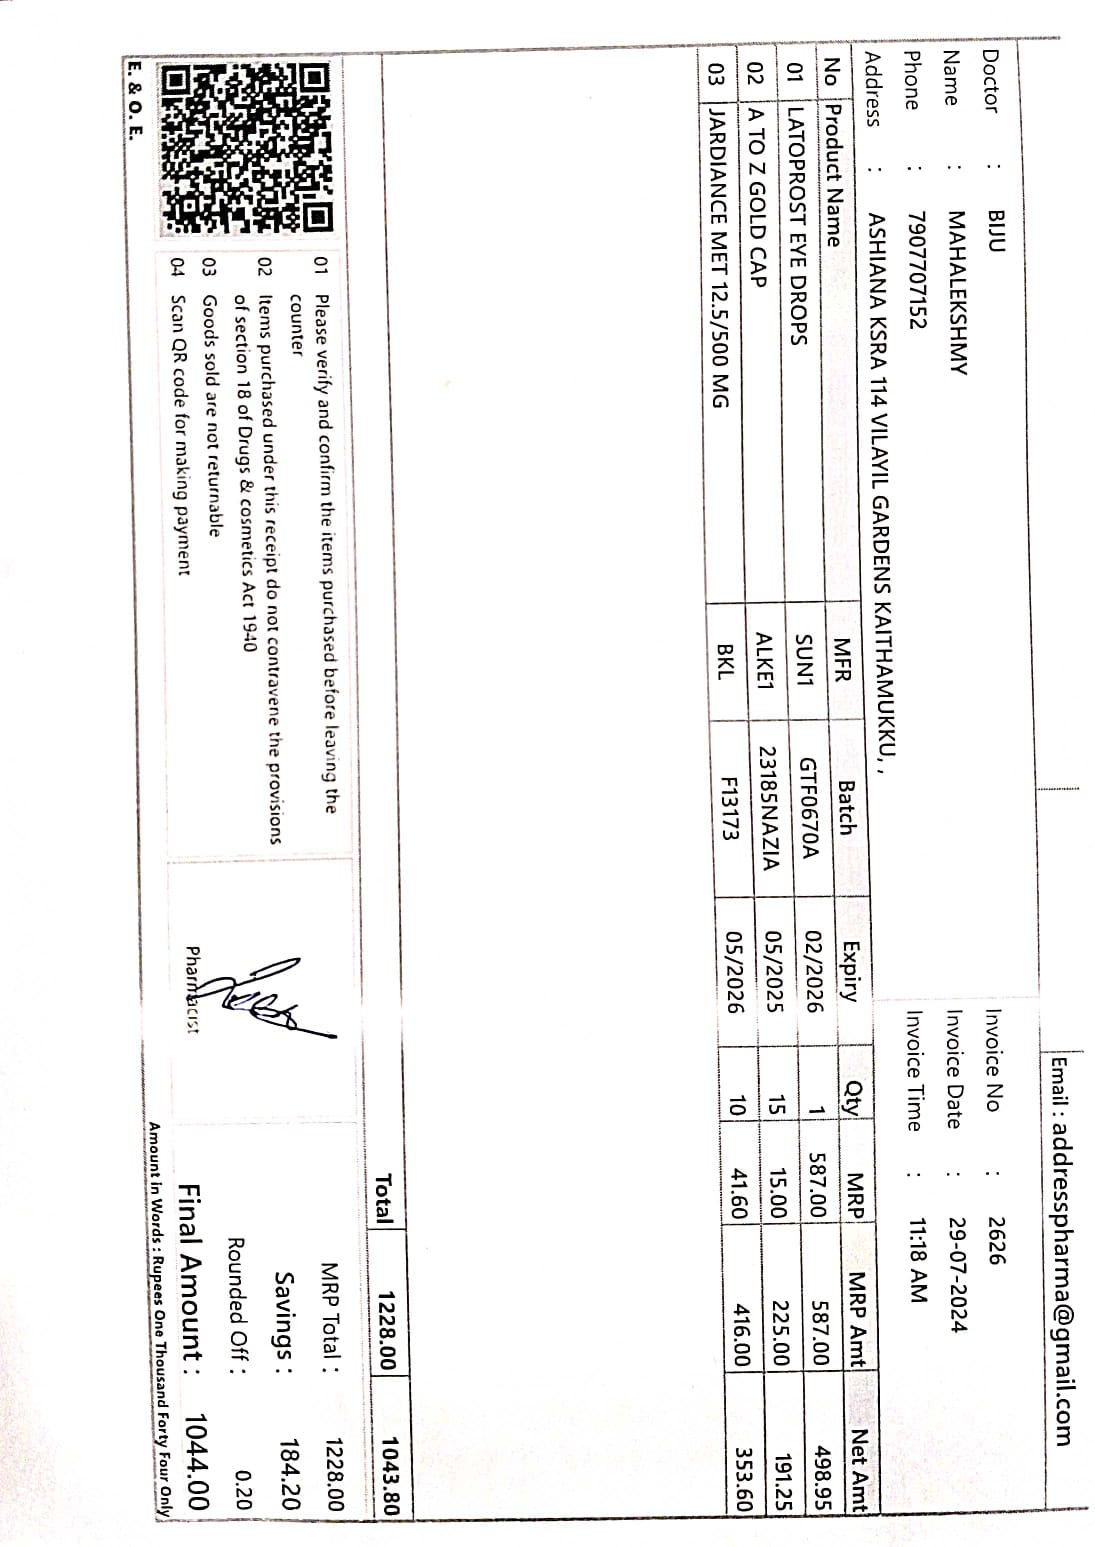 Email : addresspharma@gmail.com
Doctor : BIJU
Name : MAHALEKSHMY
Phone : 7907707152
Address : ASHIANA KSRA 114 VILAYIL GARDENS KAITHAMUKKU, ,
Invoice No : 2626
Invoice Date : 29-07-2024
Invoice Time : 11:18 AM
No Product Name MFR Batch Expiry Qty MRP MRP Amt Net Amt
01 LATOPROST EYE DROPS SUN1 GTF0670A 02/2026 1 587.00 587.00 498.95
02 A TO Z GOLD CAP ALKE1 23185NAZIA 05/2025 15 15.00 225.00 191.25
03 JARDIANCE MET 12.5/500 MG BKL F13173 05/2026 10 41.60 416.00 353.60
Total 1228.00 1043.80
01 Please verify and confirm the items purchased before leaving the
counter
02 Items purchased under this receipt do not contravene the provisions
of section 18 of Drugs & cosmetics Act 1940
03 Goods sold are not returnable
04 Scan QR code for making payment
Pharmacist
MRP Total : 1228.00
Savings : 184.20
Rounded Off : 0.20
Final Amount : 1044.00
Amount in Words : Rupees One Thousand Forty Four Only
E. & O. E.